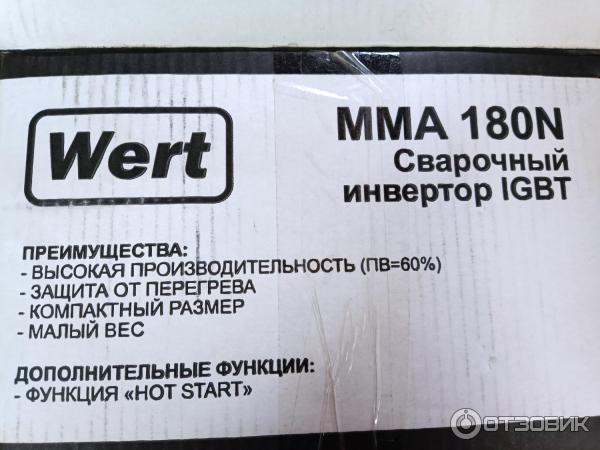 Wert
MMA 180N
Сварочный
инвертор IGBT
ПРЕИМУЩЕСТВА:
- ВЫСОКАЯ ПРОИЗВОДИТЕЛЬНОСТЬ (ПВ=60%)
- ЗАЩИТА ОТ ПЕРЕГРЕВА
- КОМПАКТНЫЙ РАЗМЕР
- МАЛЫЙ ВЕС
ДОПОЛНИТЕЛЬНЫЕ ФУНКЦИИ:
- ФУНКЦИЯ «HOT START»
ОТЗОВИК